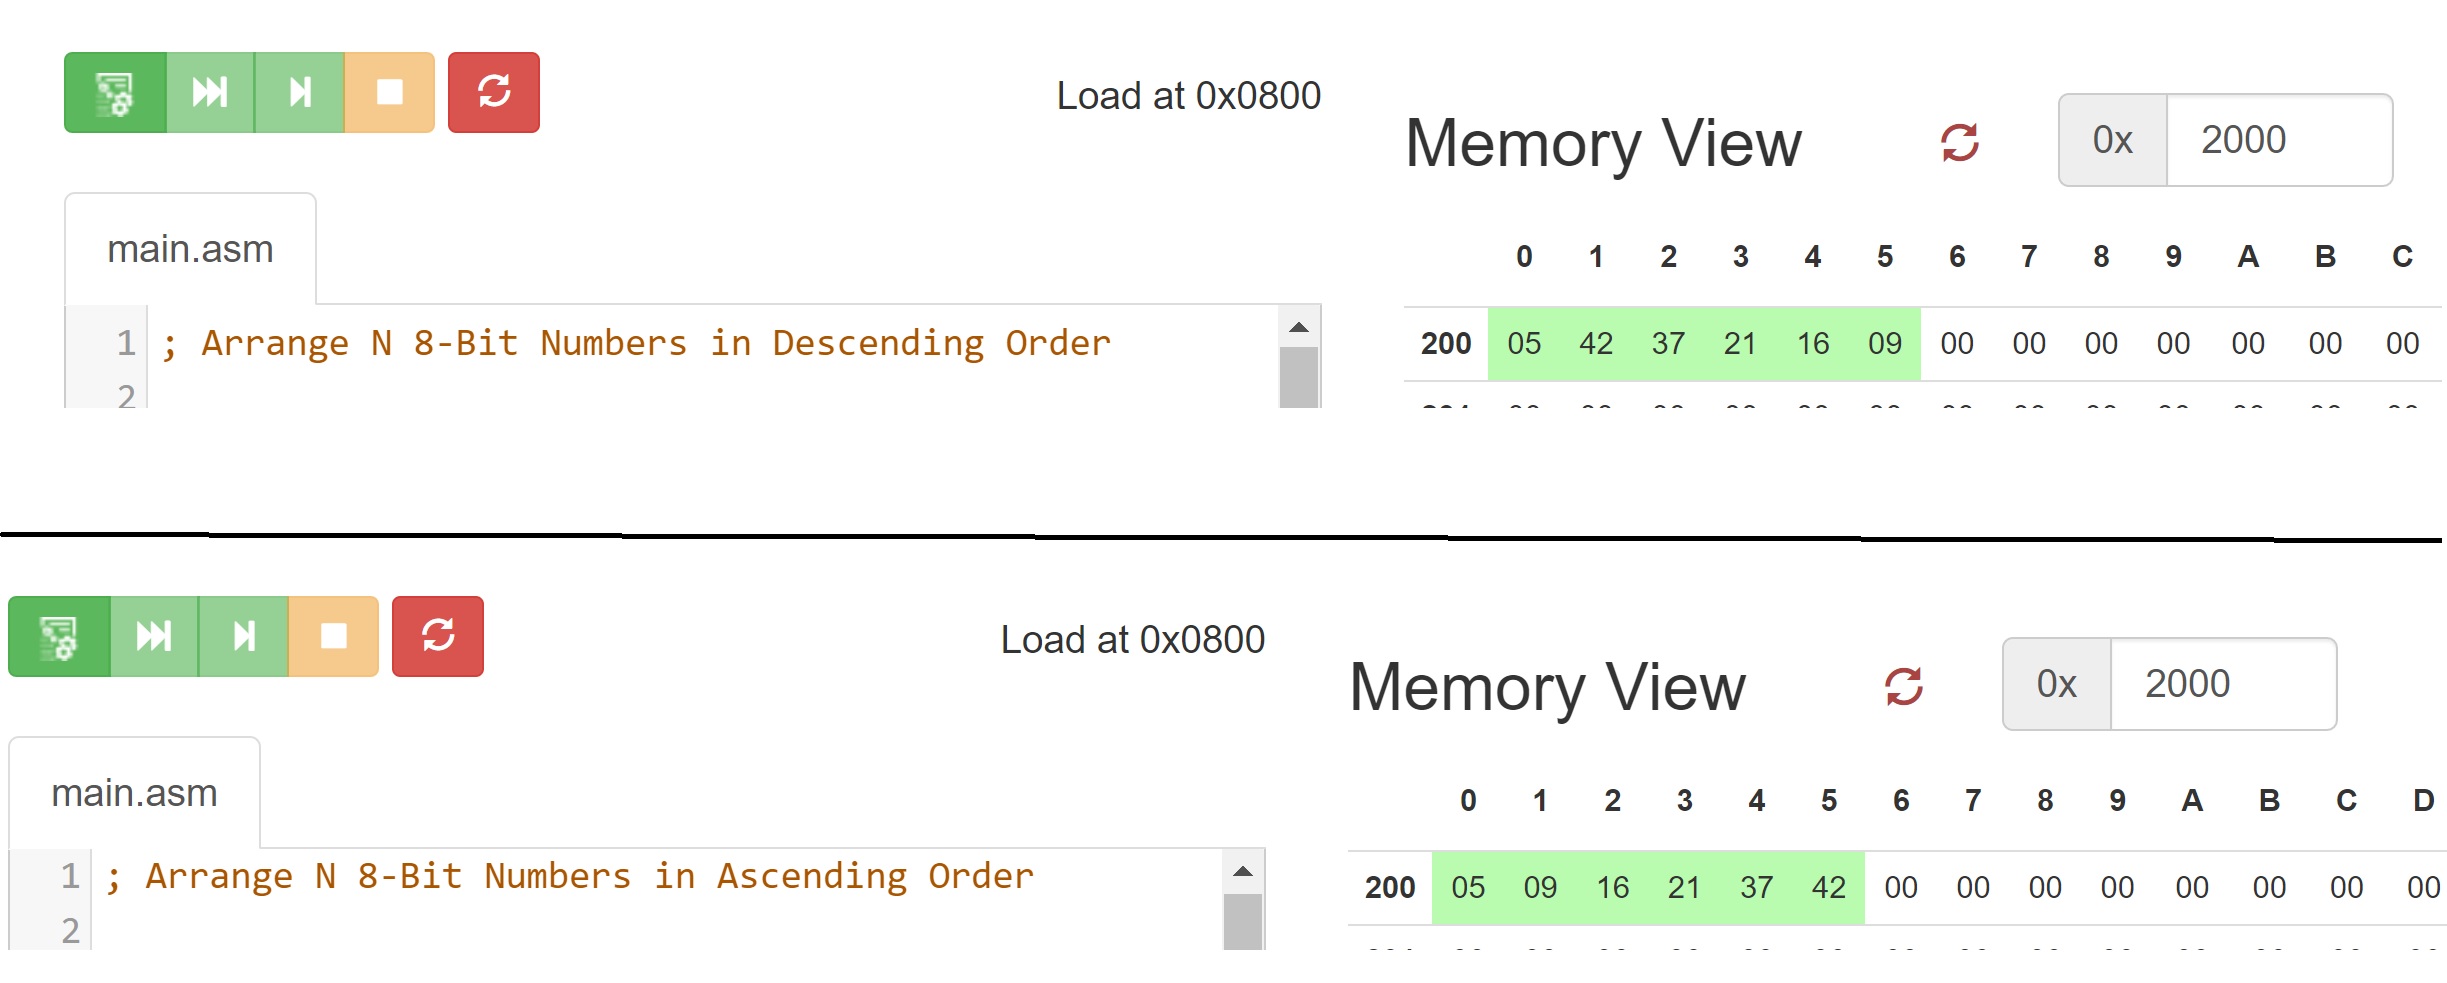 Load at 0x0800
Memory View 0x 2000
main.asm
0 1 2 3 4 5 6 7 8 9 A B C
1 ; Arrange N 8-Bit Numbers in Descending Order
2
200 05 42 37 21 16 09 00 00 00 00 00 00 00
Load at 0x0800
Memory View 0x 2000
main.asm
0 1 2 3 4 5 6 7 8 9 A B C D
1 ; Arrange N 8-Bit Numbers in Ascending Order
2
200 05 09 16 21 37 42 00 00 00 00 00 00 00 00